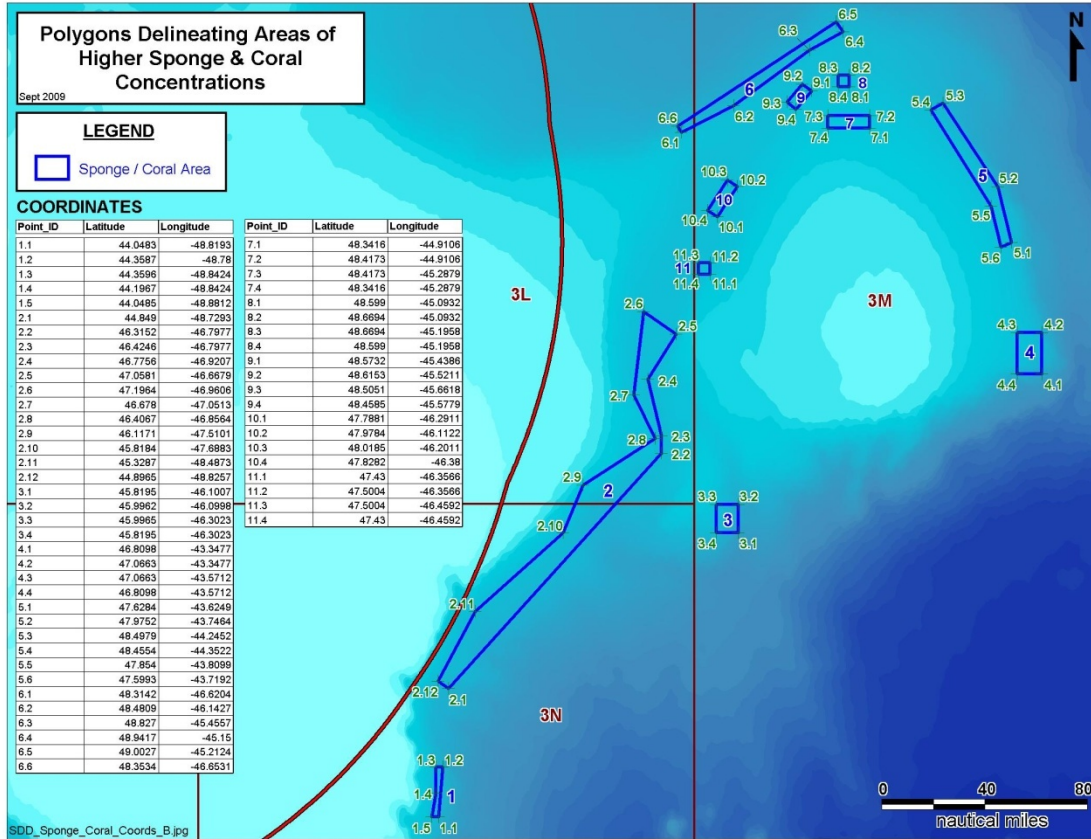 Polygons Delineating Areas of
Higher Sponge & Coral
Concentrations
Sept 2009
LEGEND
Sponge / Coral Area
COORDINATES
Point_ID Latitude Longitude
1.1 44.0483 -48.8193
1.2 44.3587 -48.78
1.3 44.3596 -48.8424
1.4 44.1967 -48.8424
1.5 44.0485 -48.8812
2.1 44.849 -48.7293
2.2 46.3152 -46.7977
2.3 46.4246 -46.7977
2.4 46.7756 -46.9207
2.5 47.0581 -46.6679
2.6 47.1964 -46.9606
2.7 46.678 -47.0513
2.8 46.4067 -46.8564
2.9 46.1171 -47.5101
2.10 45.8184 -47.6883
2.11 45.3287 -48.4873
2.12 44.8965 -48.8257
3.1 45.8195 -46.1007
3.2 45.9962 -46.0998
3.3 45.9965 -46.3023
3.4 45.8195 -46.3023
4.1 46.8098 -43.3477
4.2 47.0663 -43.3477
4.3 47.0663 -43.5712
4.4 46.8098 -43.5712
5.1 47.6284 -43.6249
5.2 47.9752 -43.7464
5.3 48.4979 -44.2452
5.4 48.4554 -44.3522
5.5 47.854 -43.8099
5.6 47.5993 -43.7192
6.1 48.3142 -46.6204
6.2 48.4809 -46.1427
6.3 48.827 -45.4557
6.4 48.9417 -45.15
6.5 49.0027 -45.2124
6.6 48.3534 -46.6531
Point_ID Latitude Longitude
7.1 48.3416 -44.9106
7.2 48.4173 -44.9106
7.3 48.4173 -45.2879
7.4 48.3416 -45.2879
8.1 48.599 -45.0932
8.2 48.6694 -45.0932
8.3 48.6694 -45.1958
8.4 48.599 -45.1958
9.1 48.5732 -45.4386
9.2 48.6153 -45.5211
9.3 48.5051 -45.6618
9.4 48.4585 -45.5779
10.1 47.7881 -46.2911
10.2 47.9784 -46.1122
10.3 48.0185 -46.2011
10.4 47.8282 -46.38
11.1 47.43 -46.3566
11.2 47.5004 -46.3566
11.3 47.5004 -46.4592
11.4 47.43 -46.4592
N
6.5
6.3
6.4
6
6.6
6.2
6.1
9.2
9.1
9
9.3
9.4
8.3 8.2
8
8.4 8.1
7.3 7.2
7
7.4 7.1
5.4 5.3
5
5.2
5.5
5.6 5.1
10.3
10.2
10
10.4
10.1
11.3 11.2
11
11.4 11.1
3L
3M
4.3 4.2
4
4.4 4.1
2.6
2.5
2.4
2.7
2.8 2.3
2.2
2.9
2
2.10
2.11
2.12
2.1
3.3 3.2
3
3.4 3.1
3N
1.3 1.2
1.4 1
1.5 1.1
0 40 80
nautical miles
SDD_Sponge_Coral_Coords_B.jpg